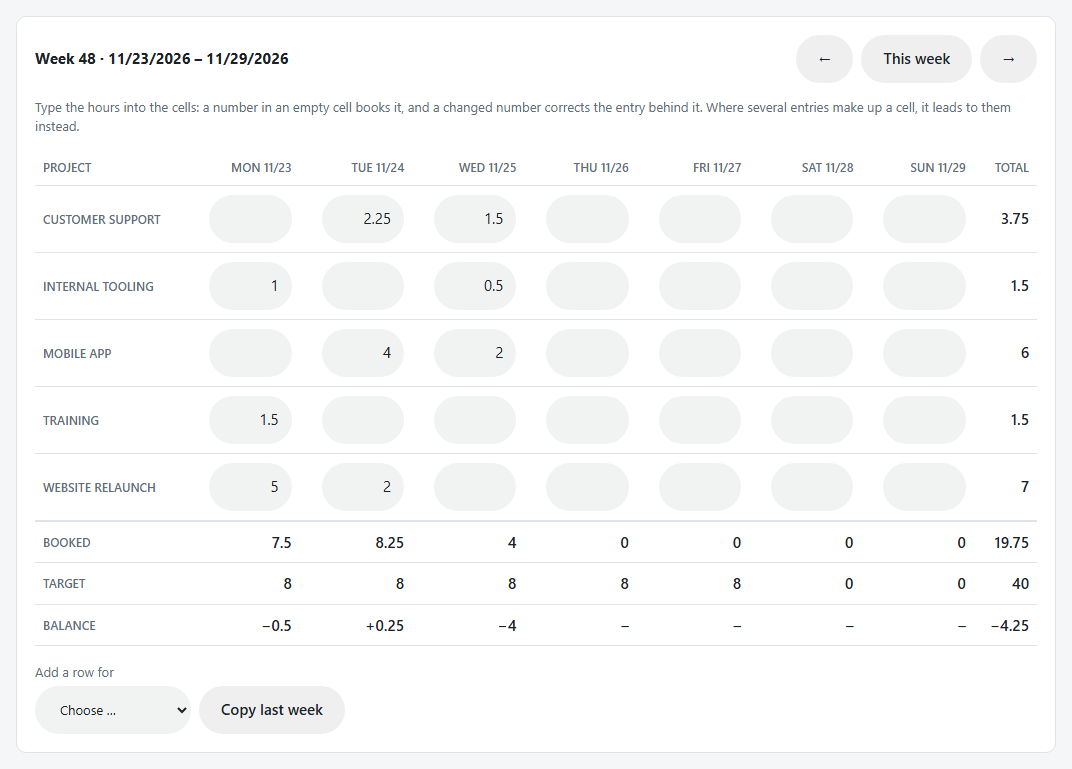 Week 48 · 11/23/2026 – 11/29/2026
← This week →
Type the hours into the cells: a number in an empty cell books it, and a changed number corrects the entry behind it. Where several entries make up a cell, it leads to them
instead.
PROJECT MON 11/23 TUE 11/24 WED 11/25 THU 11/26 FRI 11/27 SAT 11/28 SUN 11/29 TOTAL
CUSTOMER SUPPORT 2.25 1.5 3.75
INTERNAL TOOLING 1 0.5 1.5
MOBILE APP 4 2 6
TRAINING 1.5 1.5
WEBSITE RELAUNCH 5 2 7
BOOKED 7.5 8.25 4 0 0 0 0 19.75
TARGET 8 8 8 8 8 0 0 40
BALANCE −0.5 +0.25 −4 – – – – −4.25
Add a row for
Choose ... Copy last week